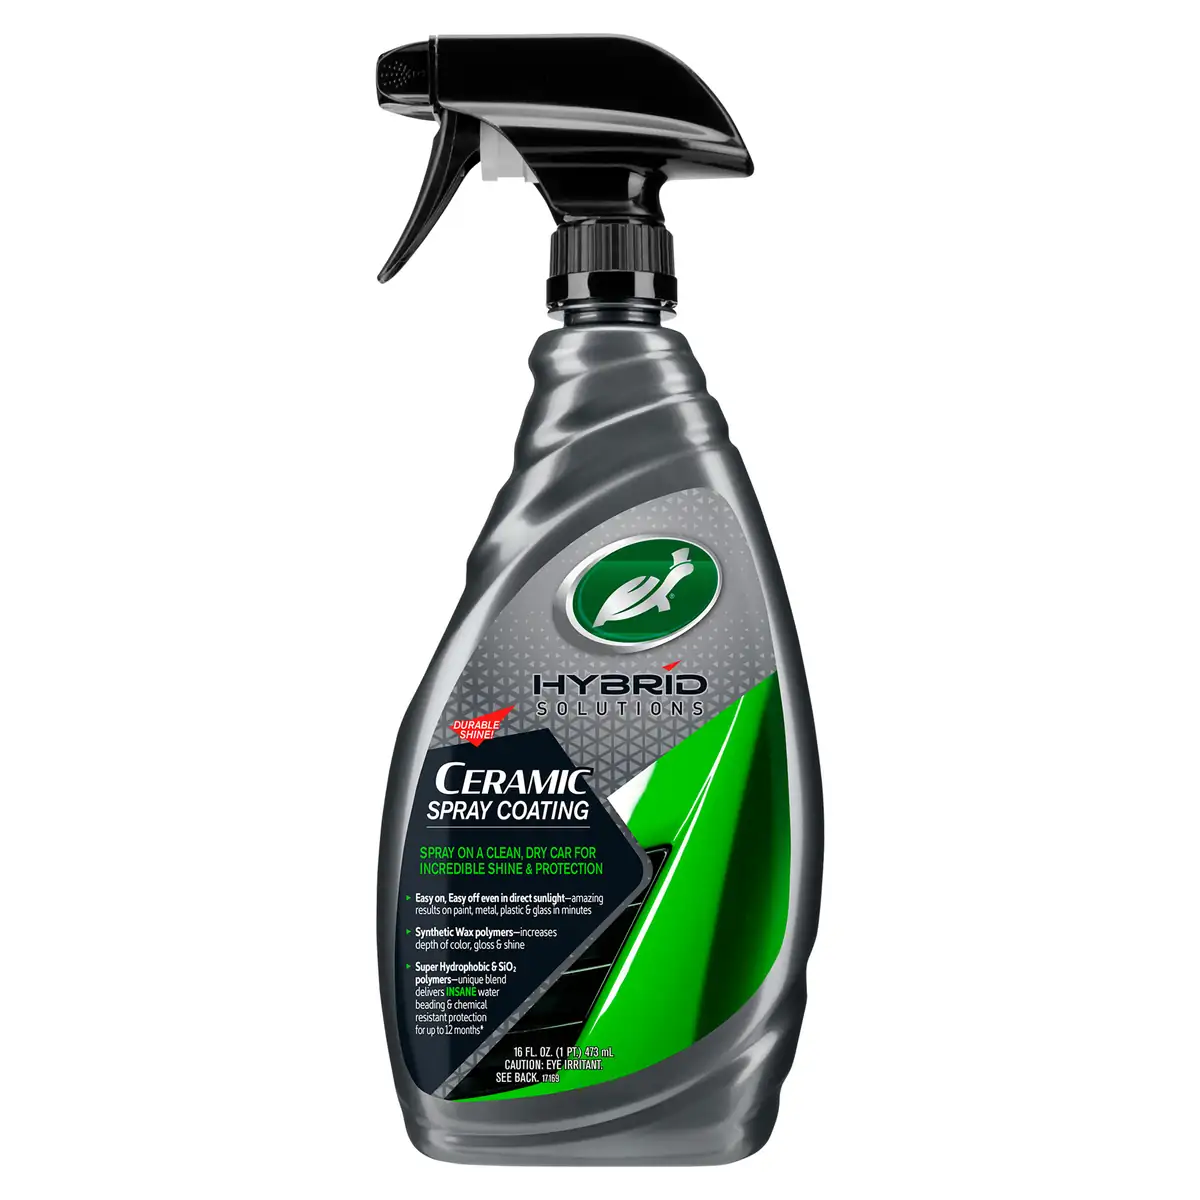 HYBRID
SOLUTIONS
DURABLE
SHINE!
CERAMIC
SPRAY COATING
SPRAY ON A CLEAN, DRY CAR FOR
INCREDIBLE SHINE & PROTECTION
▸ Easy on, Easy off even in direct sunlight—amazing
results on paint, metal, plastic & glass in minutes
▸ Synthetic Wax polymers—increases
depth of color, gloss & shine
▸ Super Hydrophobic & SiO₂
polymers—unique blend
delivers INSANE water
beading & chemical
resistant protection
for up to 12 months*
16 FL. OZ. (1 PT.) 473 mL
CAUTION: EYE IRRITANT.
SEE BACK. 17,169